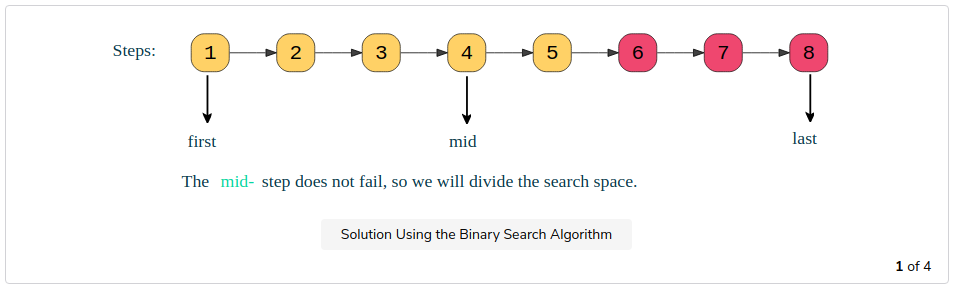 Steps: 1 2 3 4 5 6 7 8
first mid last
The mid- step does not fail, so we will divide the search space.
Solution Using the Binary Search Algorithm
1 of 4